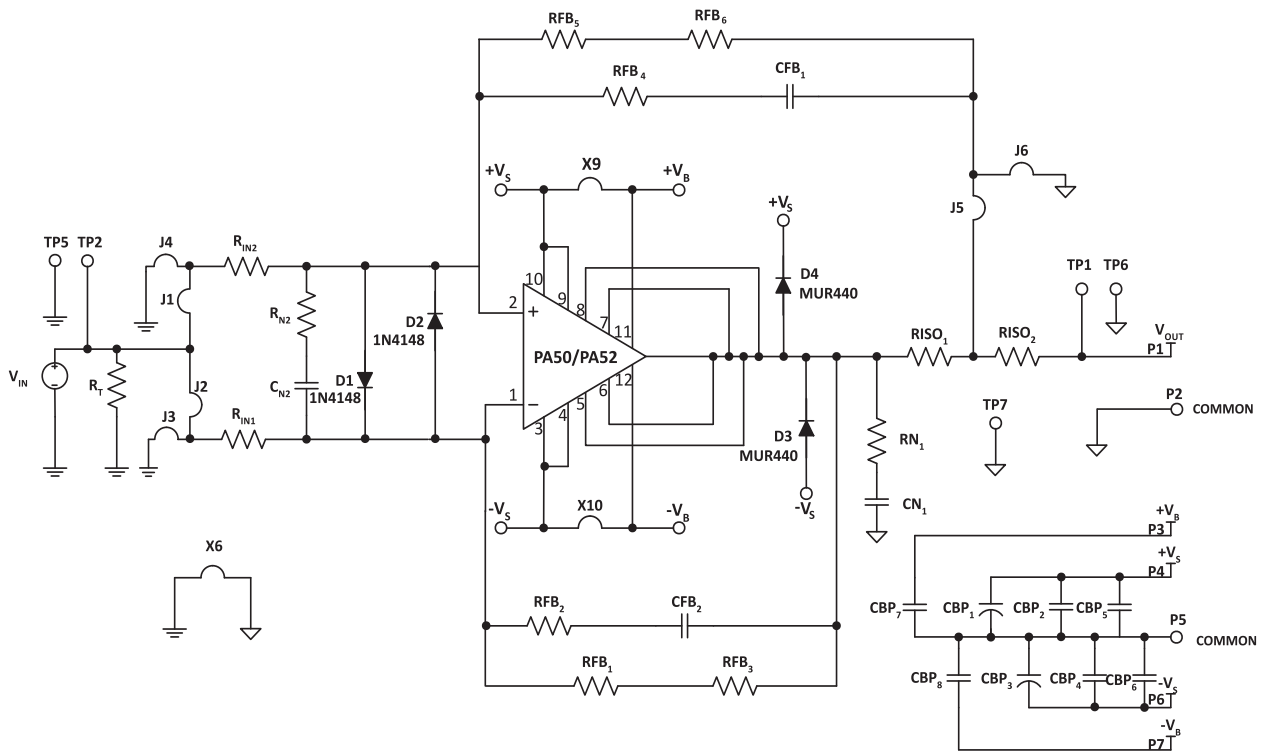 RFB5 RFB6
RFB4 CFB1
+VS X9 +VB
J6
J5
+VS
TP5 TP2 J4 RIN2
TP1 TP6
J1
10 9 8 7 11
D4
MUR440
2 +
RN2
D2
1N4148
PA50/PA52
RISO1 RISO2
VOUT
P1
VIN + −
RT
CN2
D1
1N4148
J2
12
6
5
4
3
1 −
P2
COMMON
J3 RIN1
TP7
D3
MUR440
RN1
-VS X10 -VB
-VS
CN1
X6
+VB
P3
+VS
P4
RFB2 CFB2
CBP7 CBP1 CBP2 CBP5
P5
COMMON
RFB1 RFB3
CBP8 CBP3 CBP4 CBP6
-VS
P6
-VB
P7